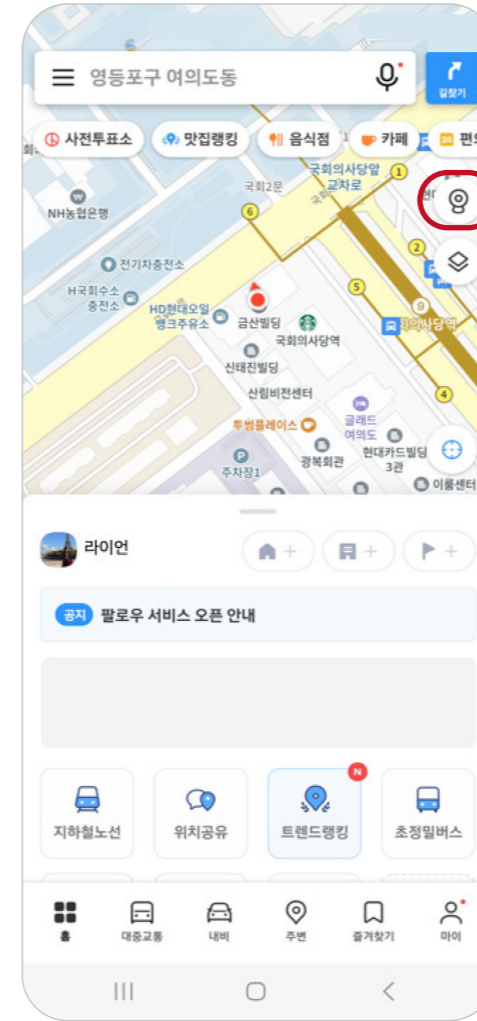 영등포구 여의도동
길찾기
사전투표소
맛집랭킹
음식점
카페
24
편의
국회의사당앞
교차로
1
국회2문
NH농협은행
6
전기차충전소
2
H국회수소
충전소
HD현대오일
뱅크주유소
금산빌딩
5
9
국회의사당역
신태진빌딩
산림비전센터
4
투썸플레이스
글래드
여의도
P
주차장1
광복회관
현대카드빌딩
3관
이룸센터
라이언
공지 팔로우 서비스 오픈 안내
N
지하철노선
위치공유
트렌드랭킹
초정밀버스
홈
대중교통
내비
주변
즐겨찾기
마이